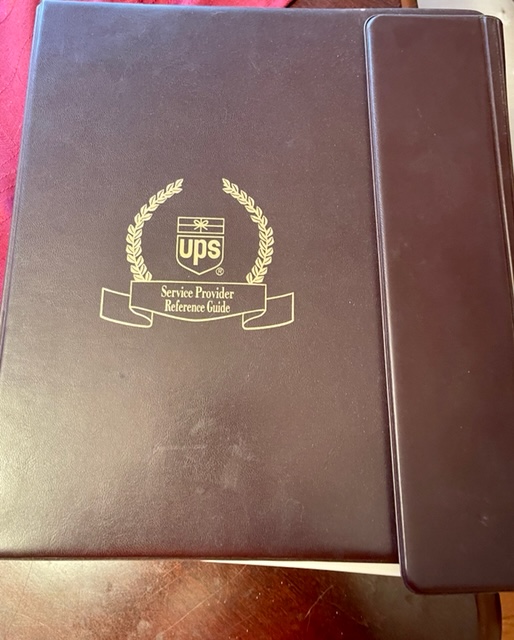 ups
®
Service Provider
Reference Guide